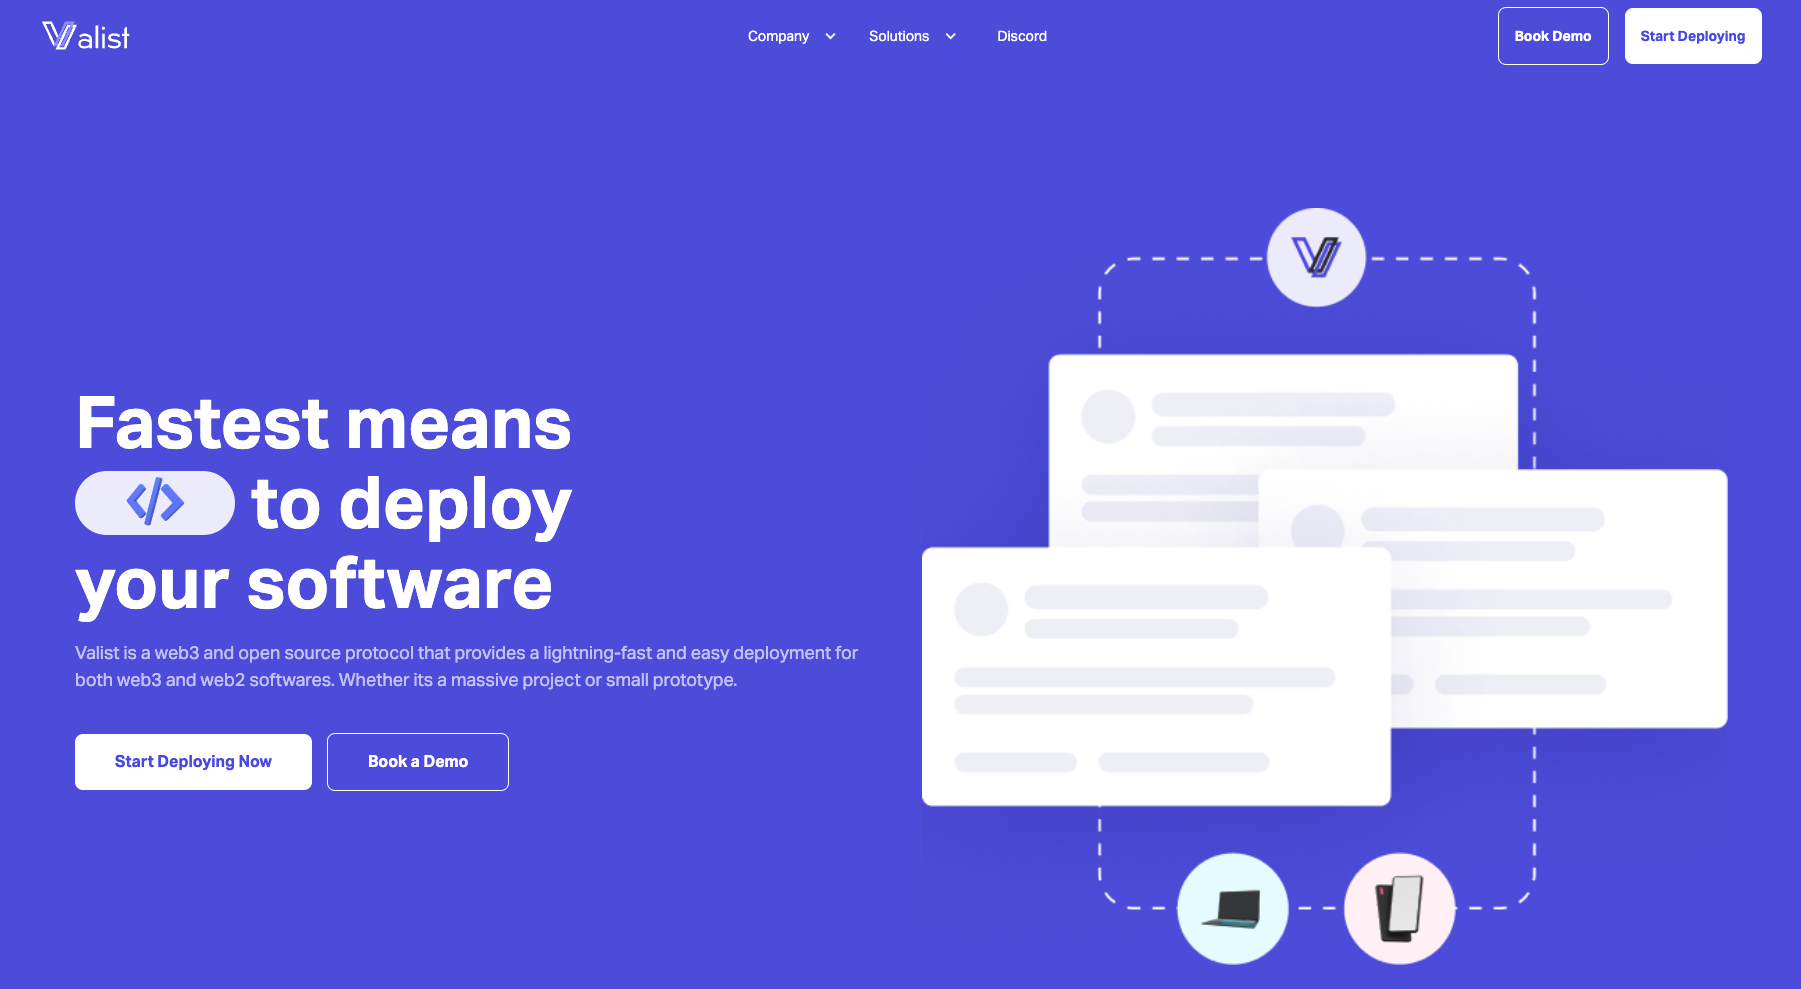 Valist
Company
Solutions
Discord
Book Demo
Start Deploying
Fastest means
</> to deploy
your software
Valist is a web3 and open source protocol that provides a lightning-fast and easy deployment for
both web3 and web2 softwares. Whether its a massive project or small prototype.
Start Deploying Now
Book a Demo